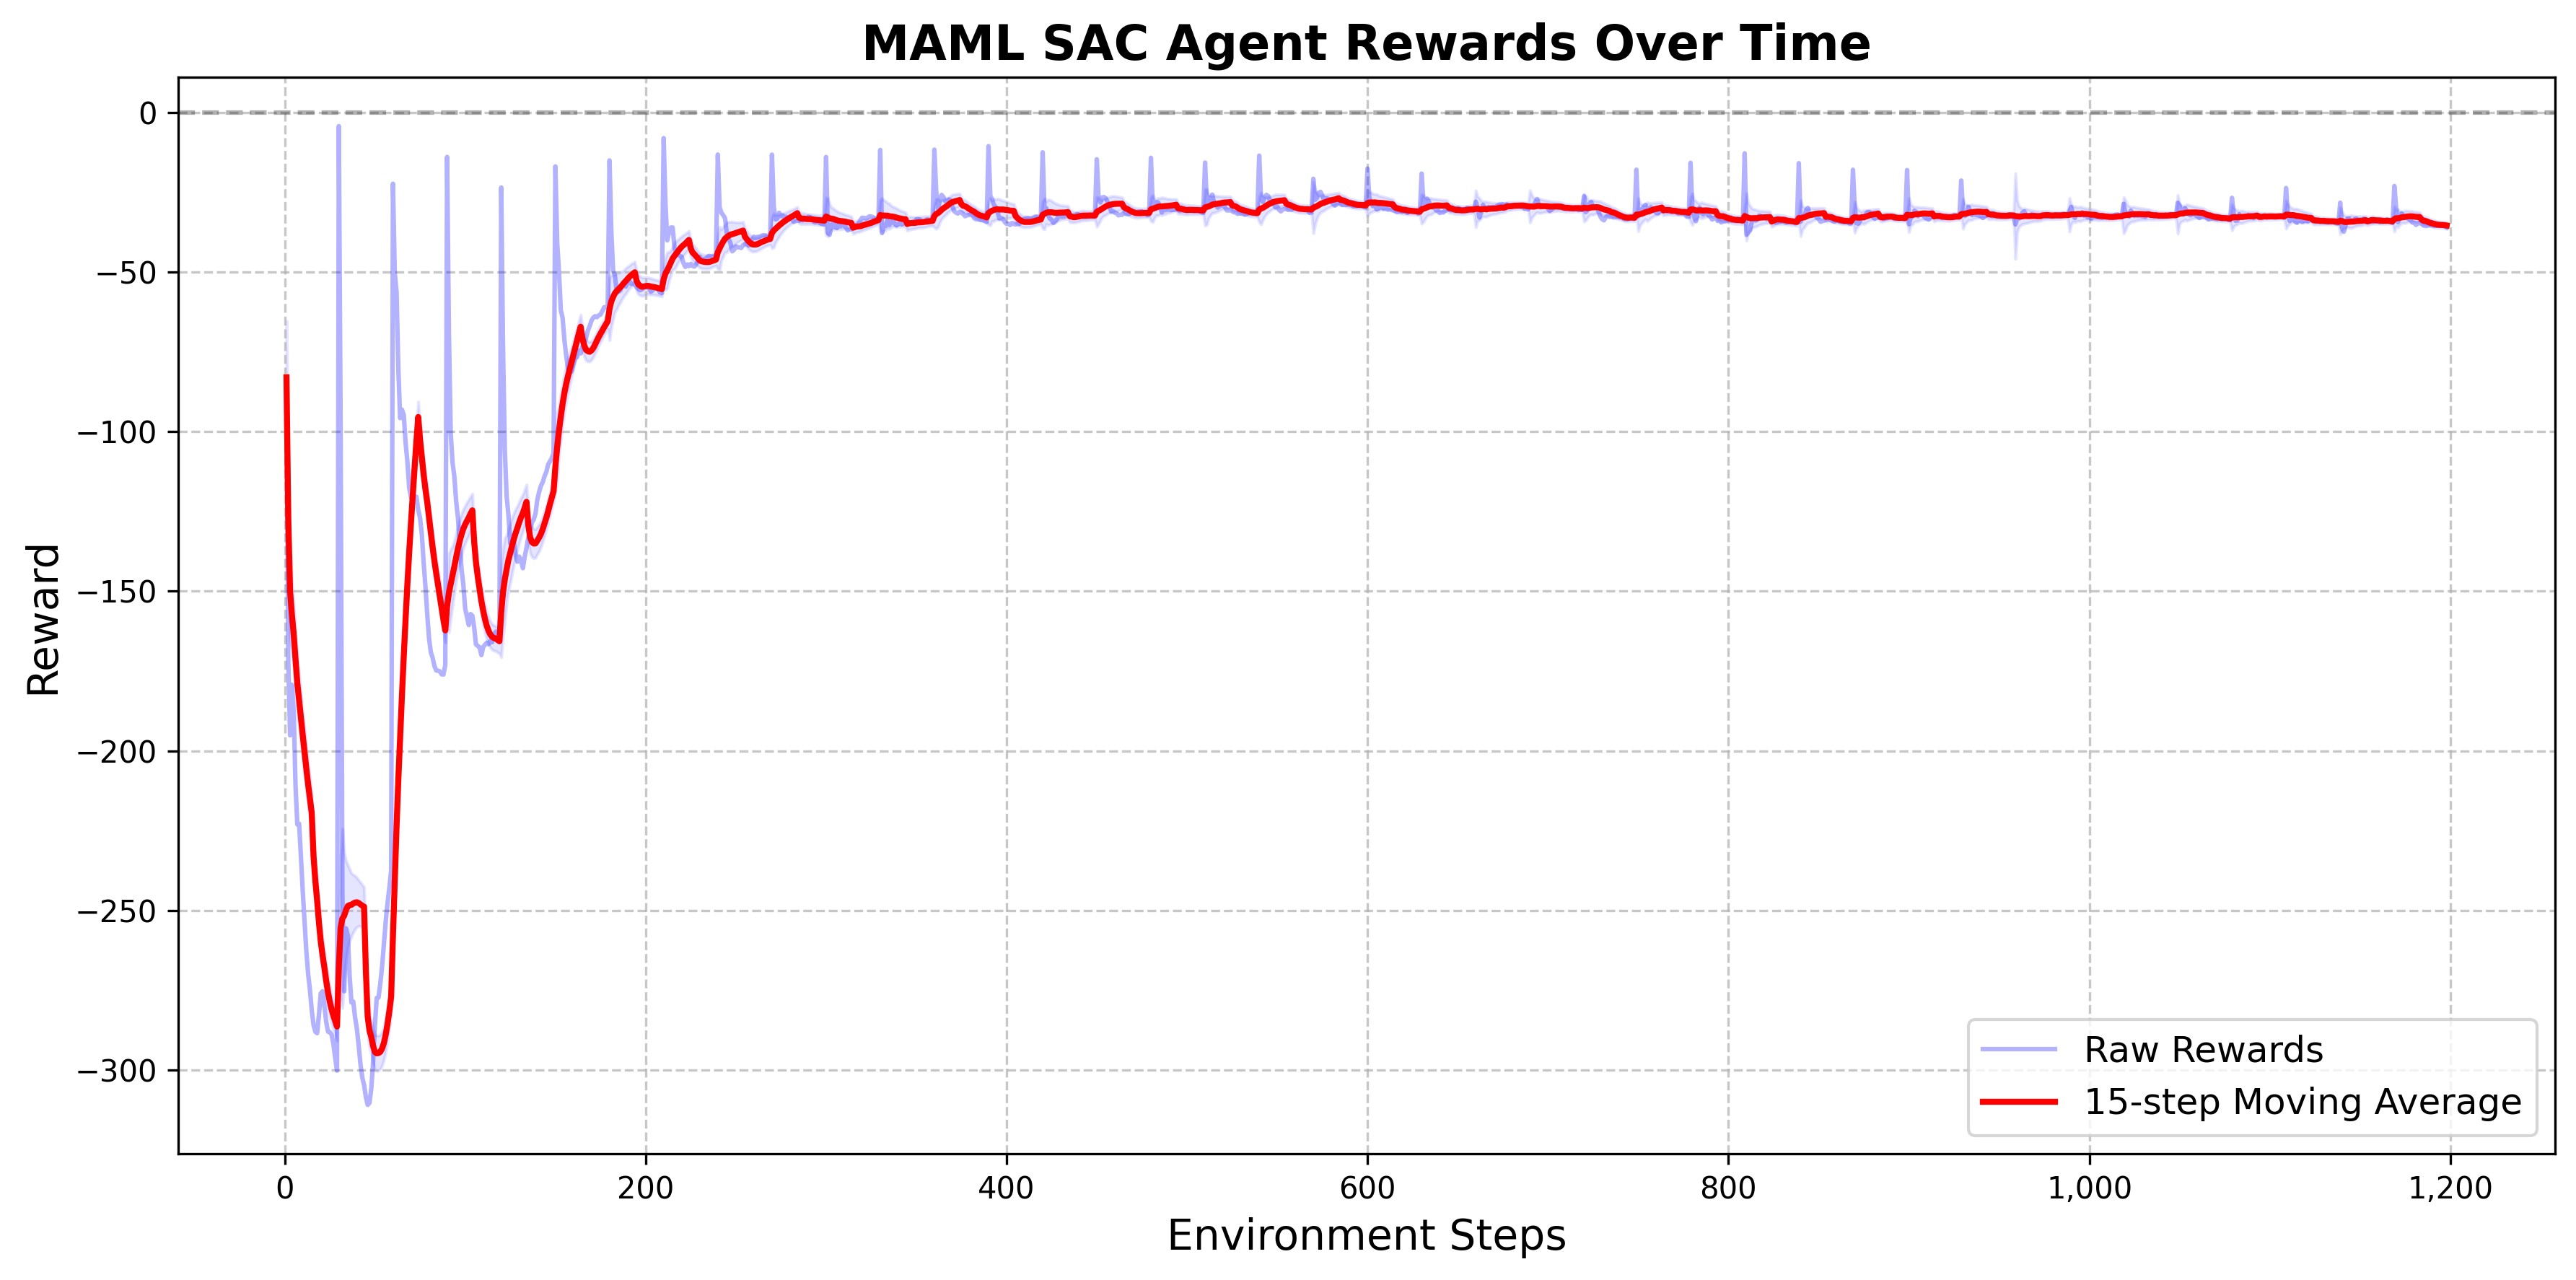 MAML SAC Agent Rewards Over Time
0
−50
−100
−150
−200
−250
−300
Reward
0
200
400
600
800
1,000
1,200
Environment Steps
Raw Rewards
15-step Moving Average